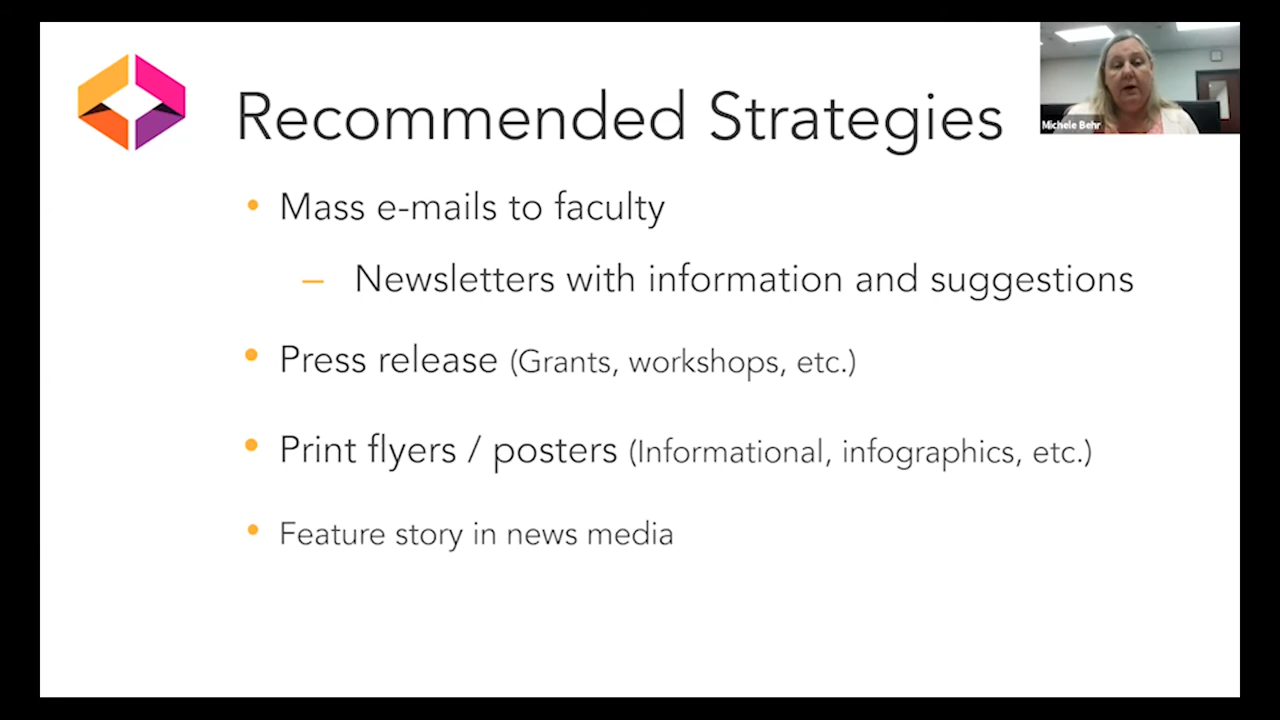 Recommended Strategies
Michele Behr
• Mass e-mails to faculty
– Newsletters with information and suggestions
• Press release (Grants, workshops, etc.)
• Print flyers / posters (Informational, infographics, etc.)
• Feature story in news media